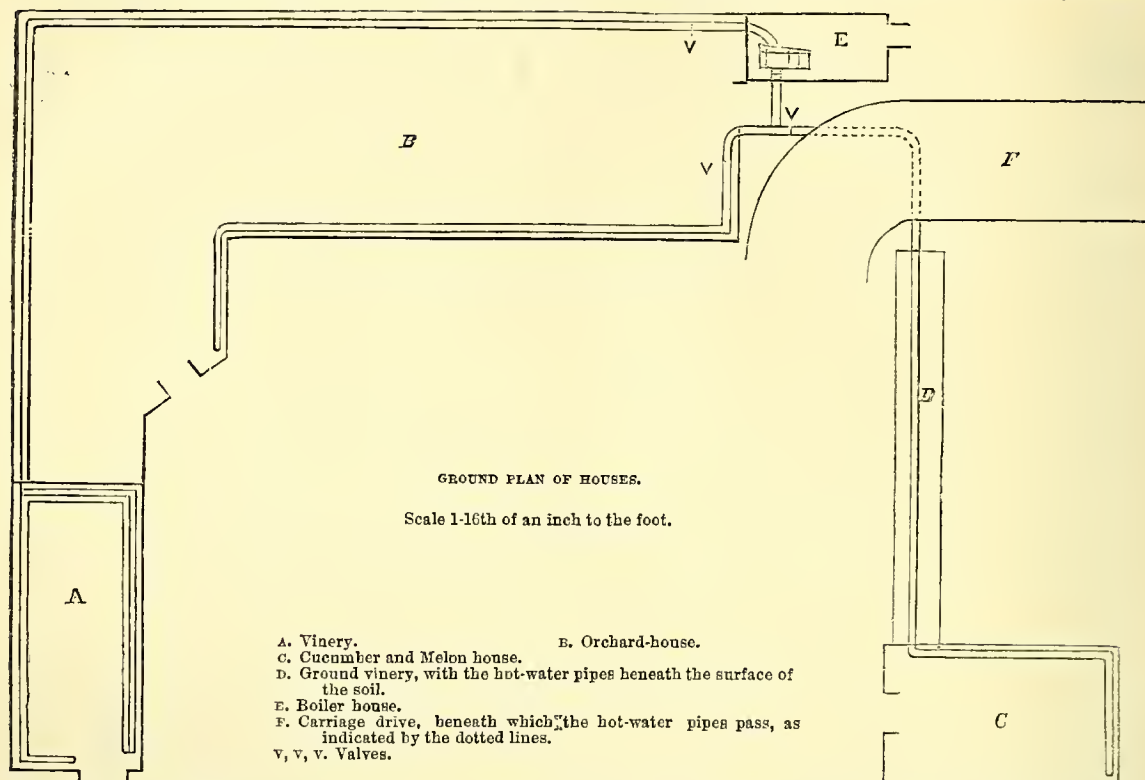 V
E
V
B
V
F
D
GROUND PLAN OF HOUSES.
Scale 1-16th of an inch to the foot.
A
A. Vinery. B. Orchard-house.
C. Cucumber and Melon house.
D. Ground vinery, with the hot-water pipes beneath the surface of
the soil.
E. Boiler house.
F. Carriage drive, beneath which the hot-water pipes pass, as
indicated by the dotted lines.
V, V, V. Valves.
C